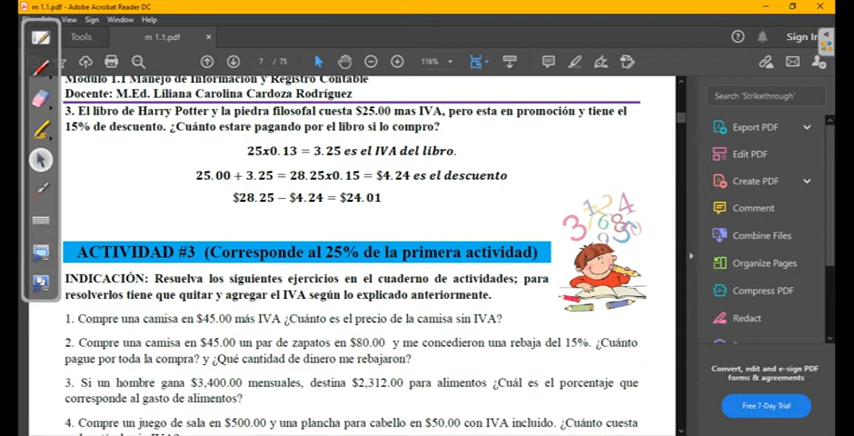 m 1.1.pdf - Adobe Acrobat Reader DC
View Sign Window Help
Tools m 1.1.pdf × Sign In
7 / 75 116%
Módulo 1.1 Manejo de Información y Registro Contable
Docente: M.Ed. Liliana Carolina Cardoza Rodríguez
3. El libro de Harry Potter y la piedra filosofal cuesta $25.00 mas IVA, pero esta en promoción y tiene el
15% de descuento. ¿Cuánto estare pagando por el libro si lo compro?
25x0.13 = 3.25 es el IVA del libro.
25.00 + 3.25 = 28.25x0.15 = $4.24 es el descuento
$28.25 − $4.24 = $24.01
ACTIVIDAD #3 (Corresponde al 25% de la primera actividad)
INDICACIÓN: Resuelva los siguientes ejercicios en el cuaderno de actividades; para
resolverlos tiene que quitar y agregar el IVA según lo explicado anteriormente.
1. Compre una camisa en $45.00 más IVA ¿Cuánto es el precio de la camisa sin IVA?
2. Compre una camisa en $45.00 un par de zapatos en $80.00 y me concedieron una rebaja del 15%. ¿Cuánto
pague por toda la compra? y ¿Qué cantidad de dinero me rebajaron?
3. Si un hombre gana $3,400.00 mensuales, destina $2,312.00 para alimentos ¿Cuál es el porcentaje que
corresponde al gasto de alimentos?
4. Compre un juego de sala en $500.00 y una plancha para cabello en $50.00 con IVA incluido. ¿Cuánto cuesta
Search 'Strikethrough'
Export PDF
Edit PDF
Create PDF
Comment
Combine Files
Organize Pages
Compress PDF
Redact
Convert, edit and e-sign PDF
forms & agreements
Free 7-Day Trial